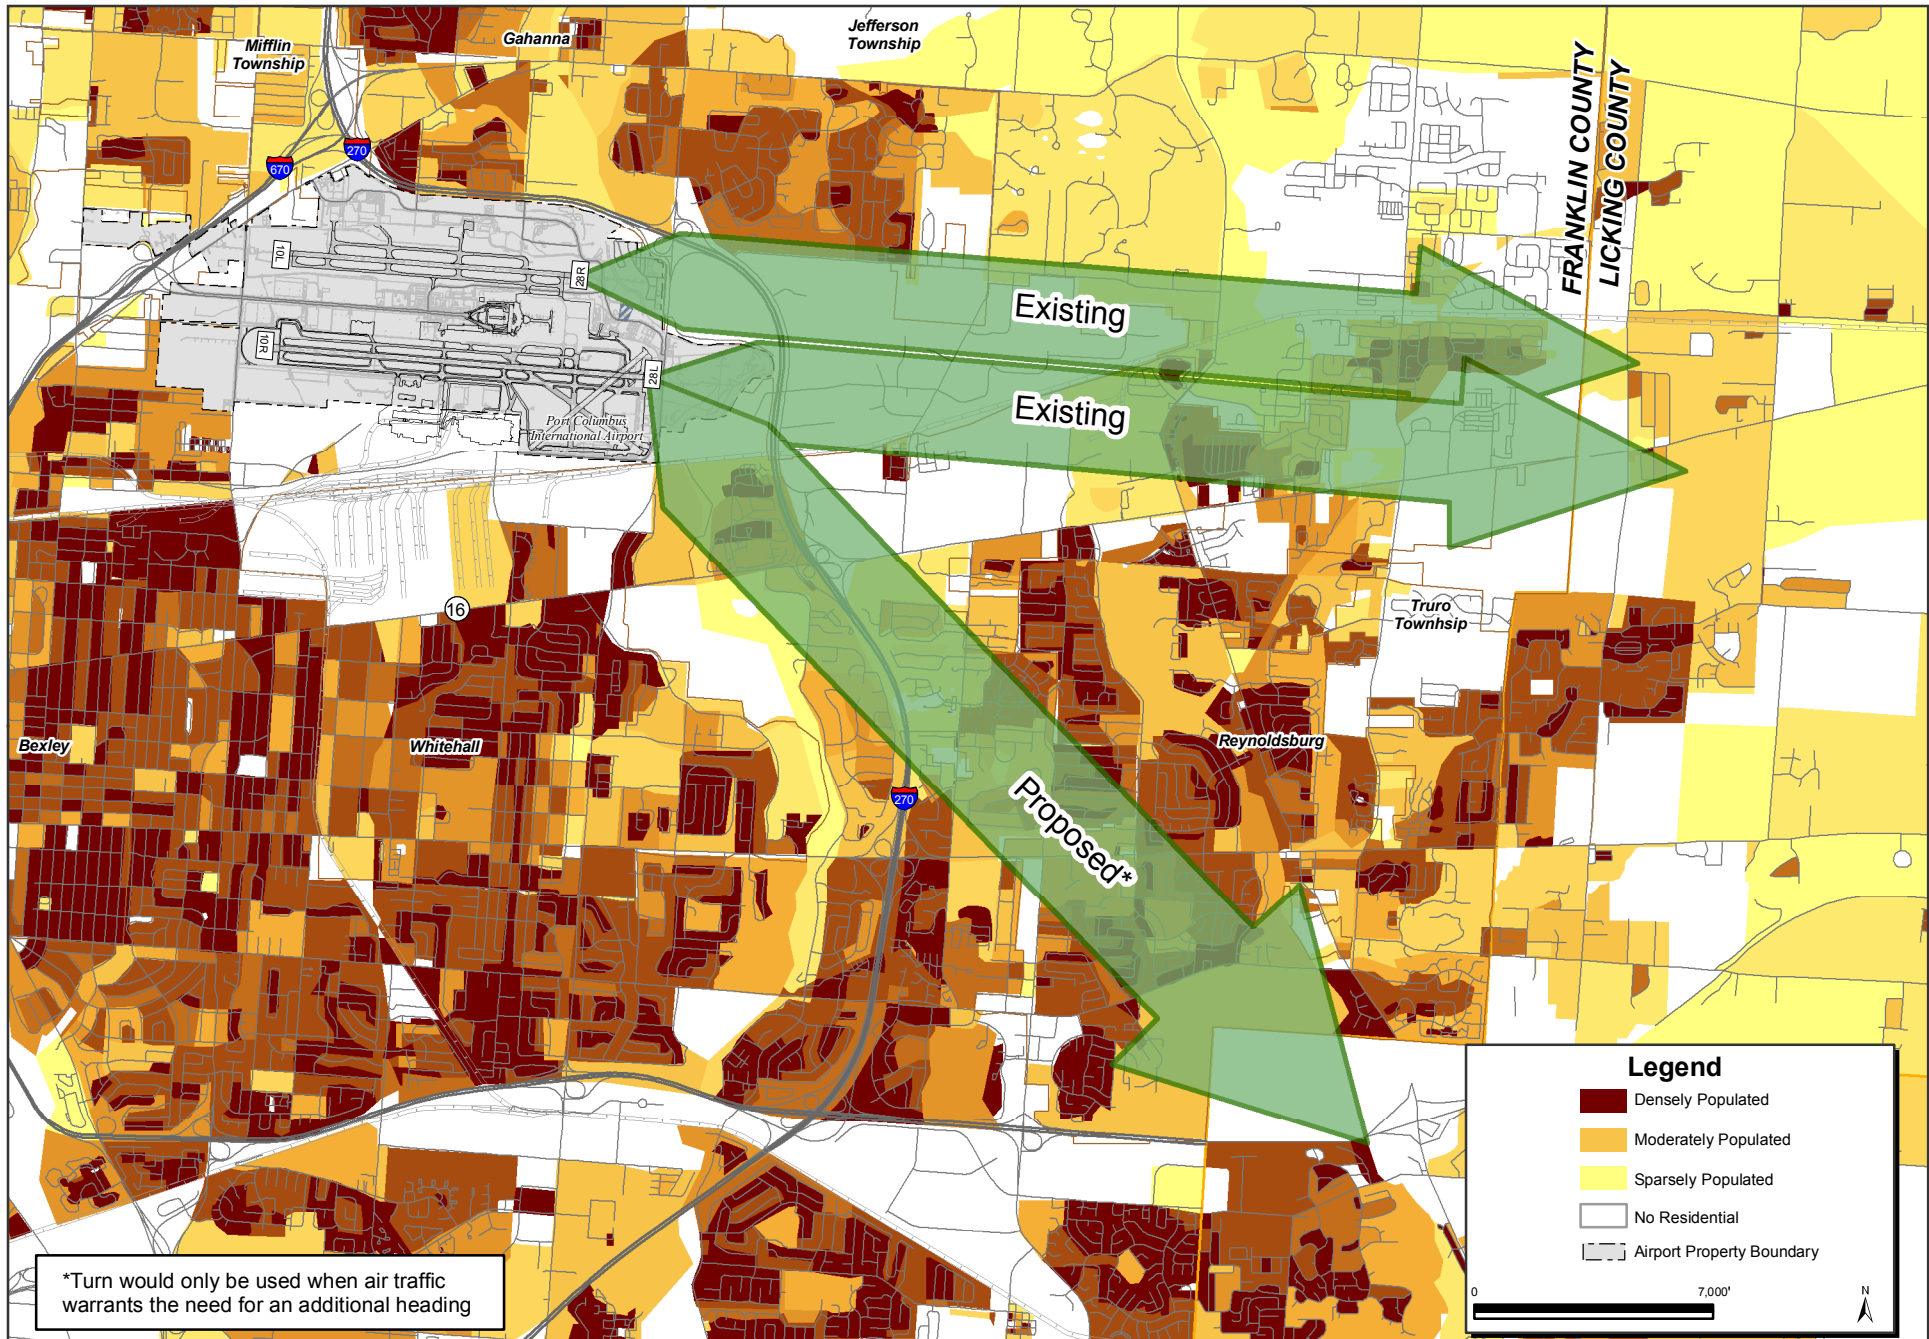 Mifflin
Township
Gahanna
Jefferson
Township
FRANKLIN COUNTY
LICKING COUNTY
670
270
10L
28R
10R
28L
Port Columbus
International Airport
Existing
Existing
16
Truro
Townhsip
Bexley
Whitehall
Reynoldsburg
270
Proposed*
Legend
Densely Populated
Moderately Populated
Sparsely Populated
No Residential
Airport Property Boundary
0 7,000'
N
*Turn would only be used when air traffic
warrants the need for an additional heading